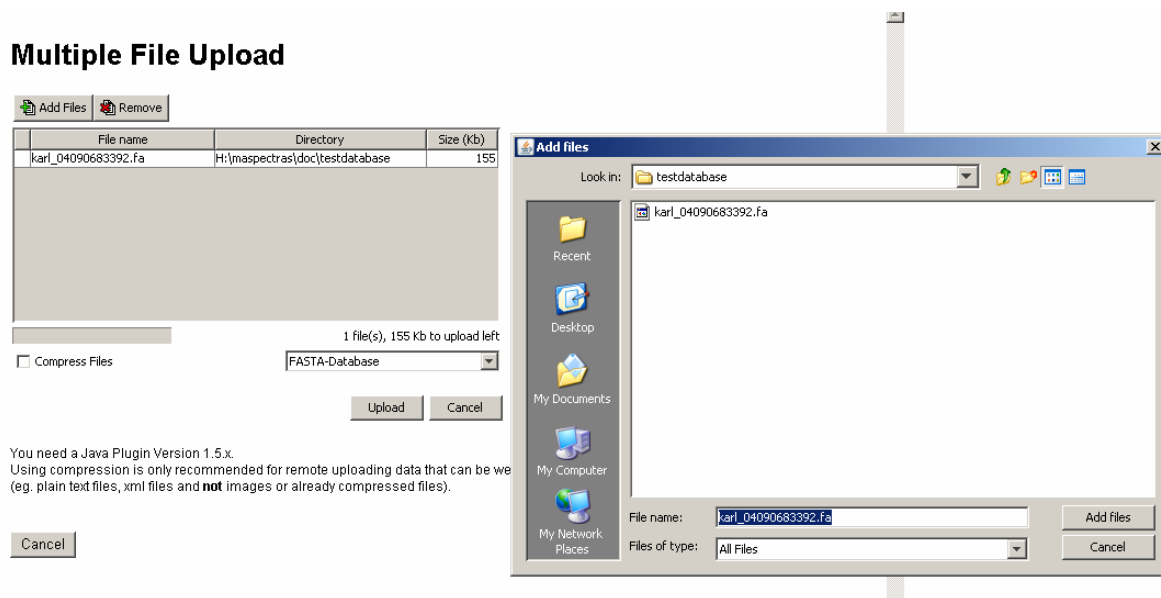 Multiple File Upload
Add Files Remove
File name Directory Size (Kb)
karl_04090683392.fa H:\maspectras\doc\testdatabase 155
1 file(s), 155 Kb to upload left
Compress Files FASTA-Database
Upload Cancel
You need a Java Plugin Version 1.5.x.
Using compression is only recommended for remote uploading data that can be we
(eg. plain text files, xml files and not images or already compressed files).
Cancel
Add files
Look in: testdatabase
karl_04090683392.fa
Recent
Desktop
My Documents
My Computer
My Network
Places
File name: karl_04090683392.fa Add files
Files of type: All Files Cancel